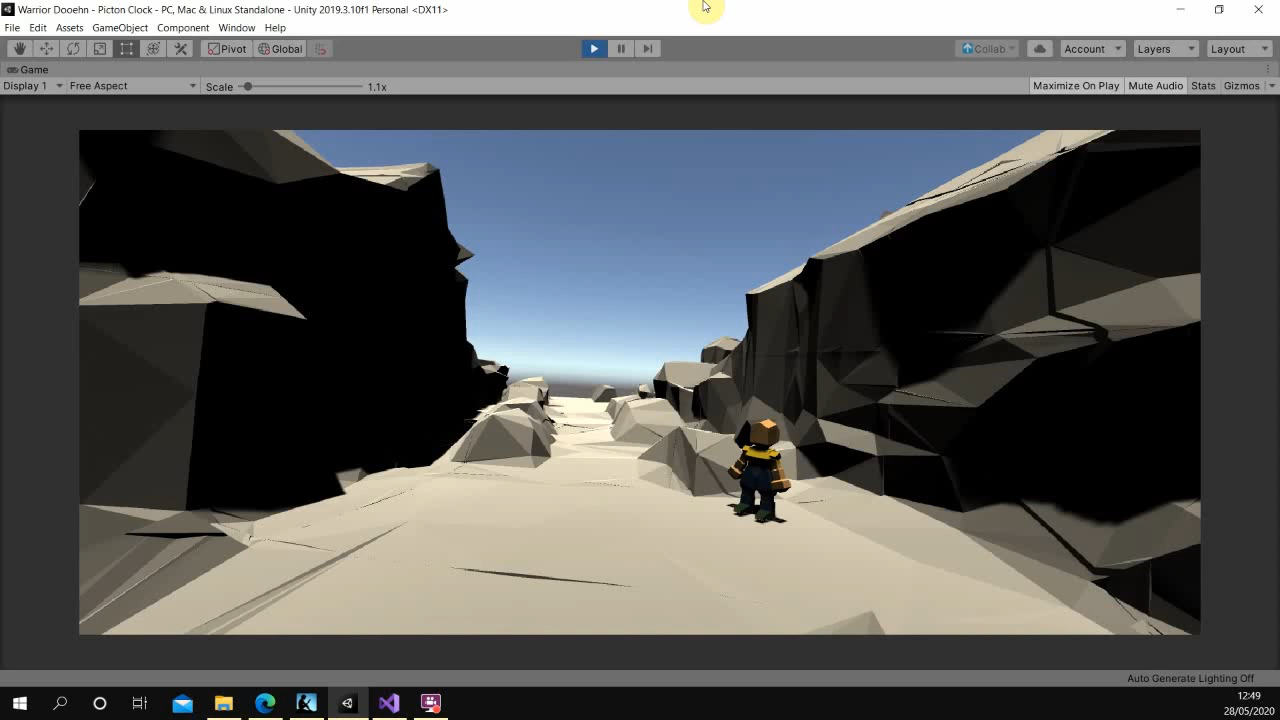 Warrior Dooehn - Picton Clock - PC, Mac & Linux Standalone - Unity 2019.3.10f1 Personal <DX11>
File Edit Assets GameObject Component Window Help
Pivot Global Collab Account Layers Layout
Game
Display 1 Free Aspect Scale 1.1x Maximize On Play Mute Audio Stats Gizmos
Auto Generate Lighting Off
12:49
28/05/2020